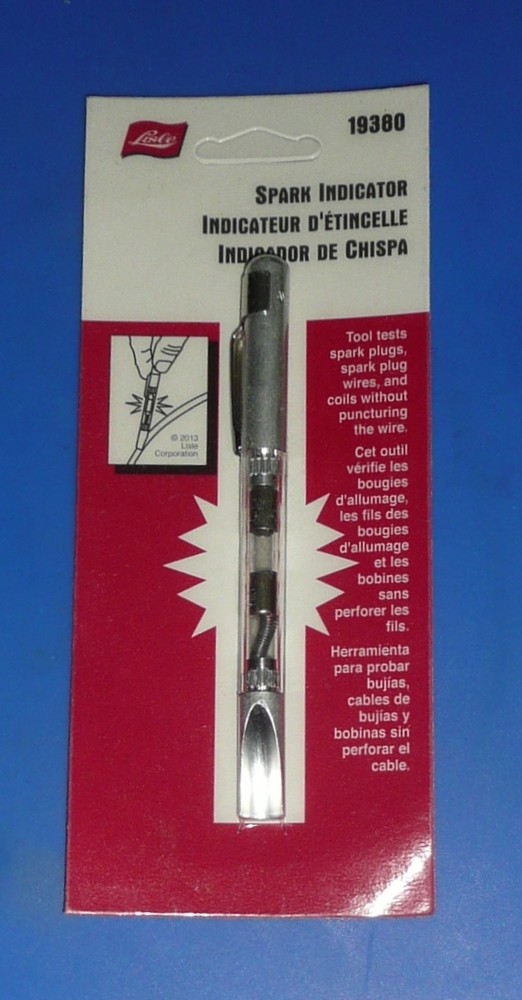 Lisle
19380
SPARK INDICATOR
INDICATEUR D'ÉTINCELLE
INDICADOR DE CHISPA
Tool tests
spark plugs,
spark plug
wires, and
coils without
puncturing
the wire.
© 2013
Lisle
Corporation
Cet outil
vérifie les
bougies
d'allumage,
les fils des
bougies
d'allumage
et les
bobines
sans
perforer les
fils.
Herramienta
para probar
bujías,
cables de
bujías y
bobinas sin
perforar el
cable.